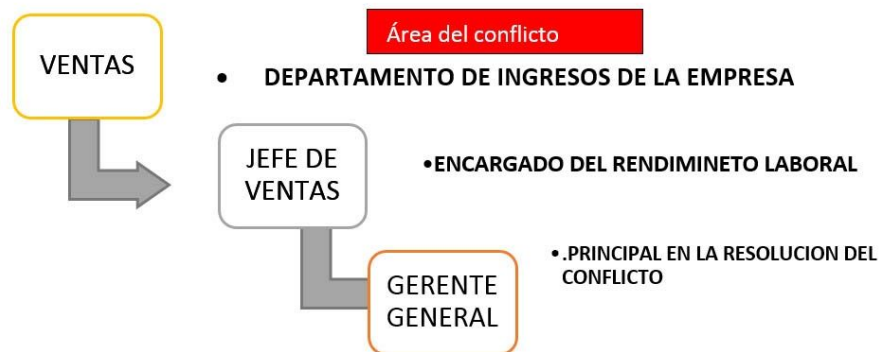 Área del conflicto
VENTAS
• DEPARTAMENTO DE INGRESOS DE LA EMPRESA
JEFE DE
VENTAS
•ENCARGADO DEL RENDIMINETO LABORAL
GERENTE
GENERAL
•.PRINCIPAL EN LA RESOLUCION DEL
CONFLICTO